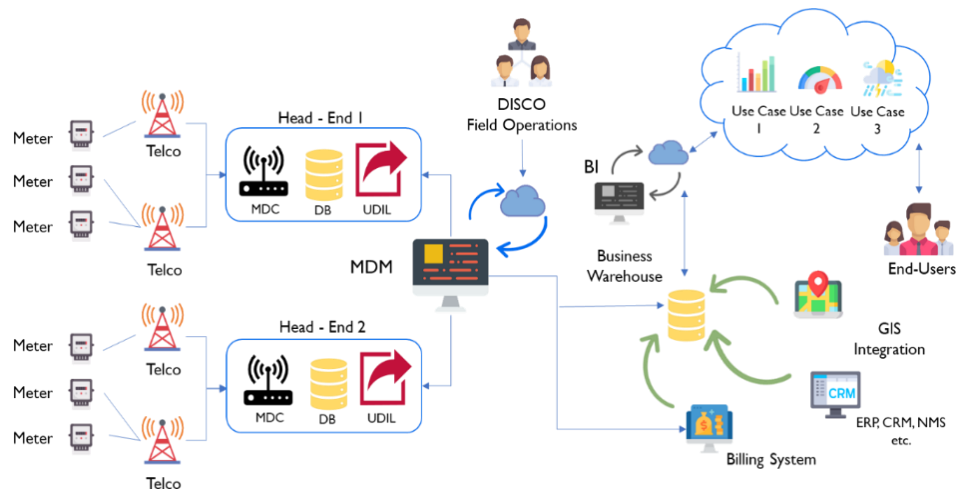 DISCO
Field Operations
Use Case
1
Use Case
2
Use Case
3
Meter
Telco
Meter
Meter
Telco
Head - End 1
MDC
DB
UDIL
BI
End-Users
MDM
Business
Warehouse
GIS
Integration
Meter
Telco
Meter
Meter
Telco
Head - End 2
MDC
DB
UDIL
CRM
ERP, CRM, NMS
etc.
Billing System